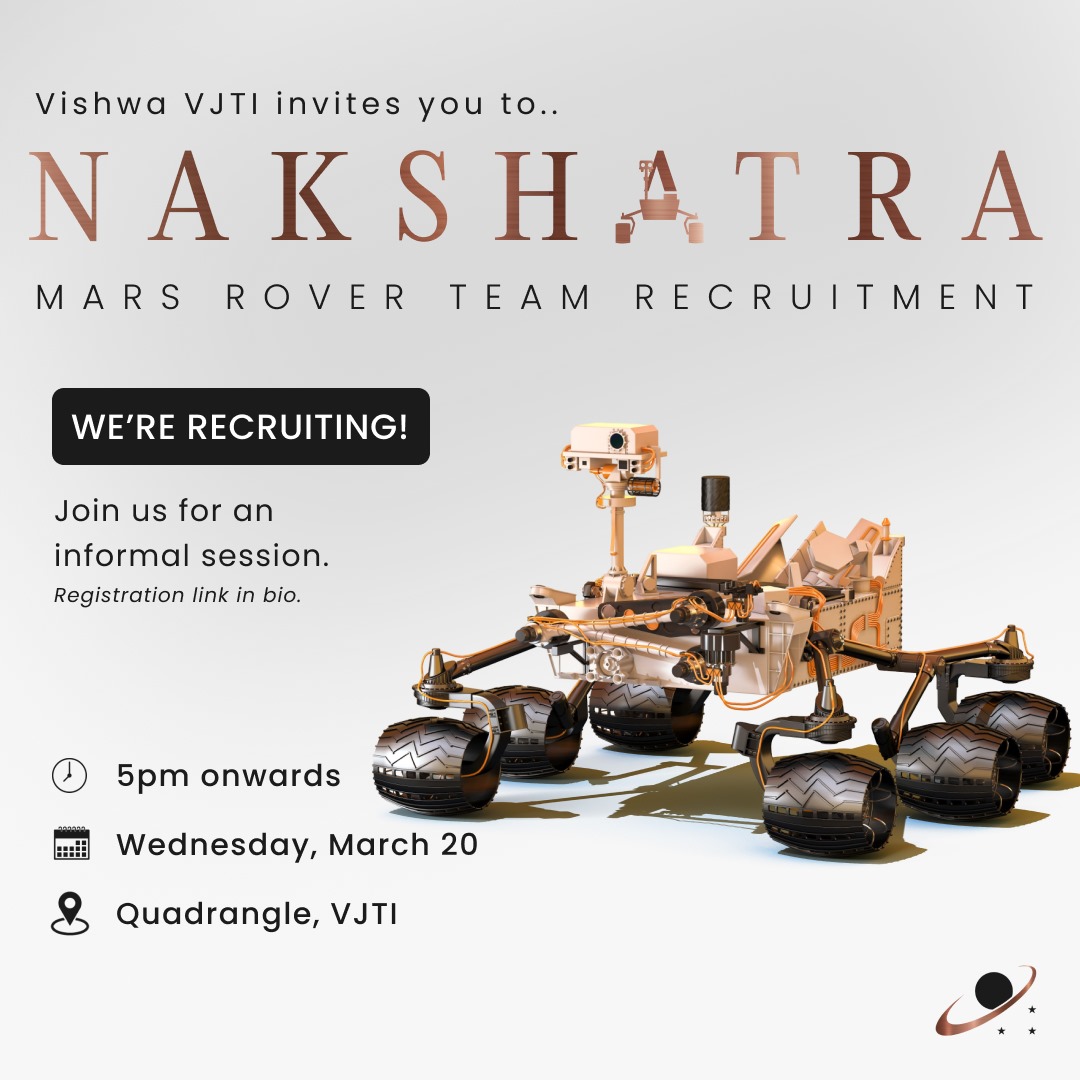 Vishwa VJTI invites you to..
NAKSHATRA
MARS ROVER TEAM RECRUITMENT
WE’RE RECRUITING!
Join us for an
informal session.
Registration link in bio.
5pm onwards
Wednesday, March 20
Quadrangle, VJTI